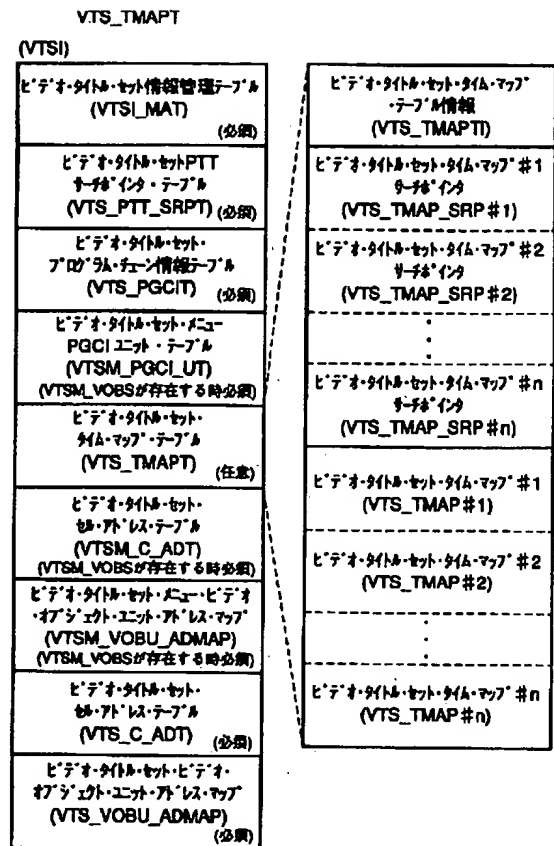 VTS_TMAPT
(VTSI)
ビデオ・タイトル・セット情報管理テーブル
(VTSI_MAT)
(必須)
ビデオ・タイトル・セットPTT
サーチポインタ・テーブル
(VTS_PTT_SRPT) (必須)
ビデオ・タイトル・セット・
プログラム・チェーン情報テーブル
(VTS_PGCIT) (必須)
ビデオ・タイトル・セット・メニュー
PGCI ユニット・テーブル
(VTSM_PGCI_UT)
(VTSM_VOBSが存在する時必須)
ビデオ・タイトル・セット・
タイム・マップ・テーブル
(VTS_TMAPT) (任意)
ビデオ・タイトル・セット・
セル・アドレス・テーブル
(VTSM_C_ADT)
(VTSM_VOBSが存在する時必須)
ビデオ・タイトル・セット・メニュー・ビデオ
・オブジェクト・ユニット・アドレス・マップ
(VTSM_VOBU_ADMAP)
(VTSM_VOBSが存在する時必須)
ビデオ・タイトル・セット・
セル・アドレス・テーブル
(VTS_C_ADT) (必須)
ビデオ・タイトル・セット・ビデオ・
オブジェクト・ユニット・アドレス・マップ
(VTS_VOBU_ADMAP)
(必須)
ビデオ・タイトル・セット・タイム・マップ
・テーブル情報
(VTS_TMAPTI)
ビデオ・タイトル・セット・タイム・マップ#1
サーチポインタ
(VTS_TMAP_SRP#1)
ビデオ・タイトル・セット・タイム・マップ#2
サーチポインタ
(VTS_TMAP_SRP#2)
ビデオ・タイトル・セット・タイム・マップ#n
サーチポインタ
(VTS_TMAP_SRP#n)
ビデオ・タイトル・セット・タイム・マップ#1
(VTS_TMAP#1)
ビデオ・タイトル・セット・タイム・マップ#2
(VTS_TMAP#2)
ビデオ・タイトル・セット・タイム・マップ#n
(VTS_TMAP#n)